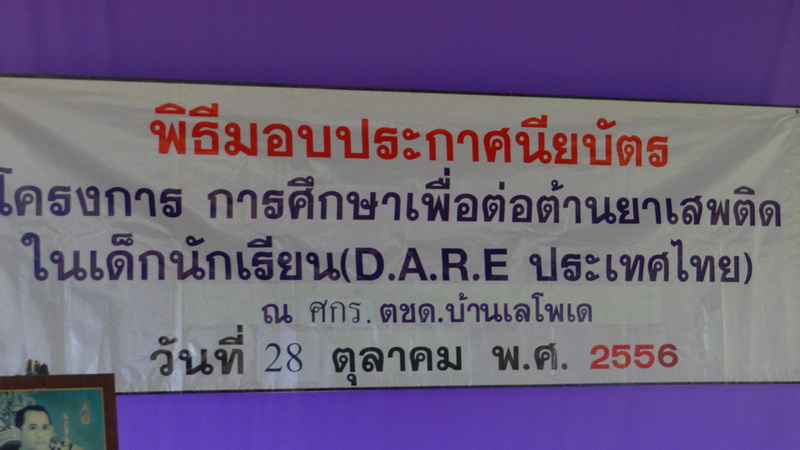 พิธีมอบประกาศนียบัตร
โครงการ การศึกษาเพื่อต่อต้านยาเสพติด
ในเด็กนักเรียน(D.A.R.E ประเทศไทย)
ณ ศกร. ตชด.บ้านเลโพเด
วันที่ 28 ตุลาคม พ.ศ. 2556